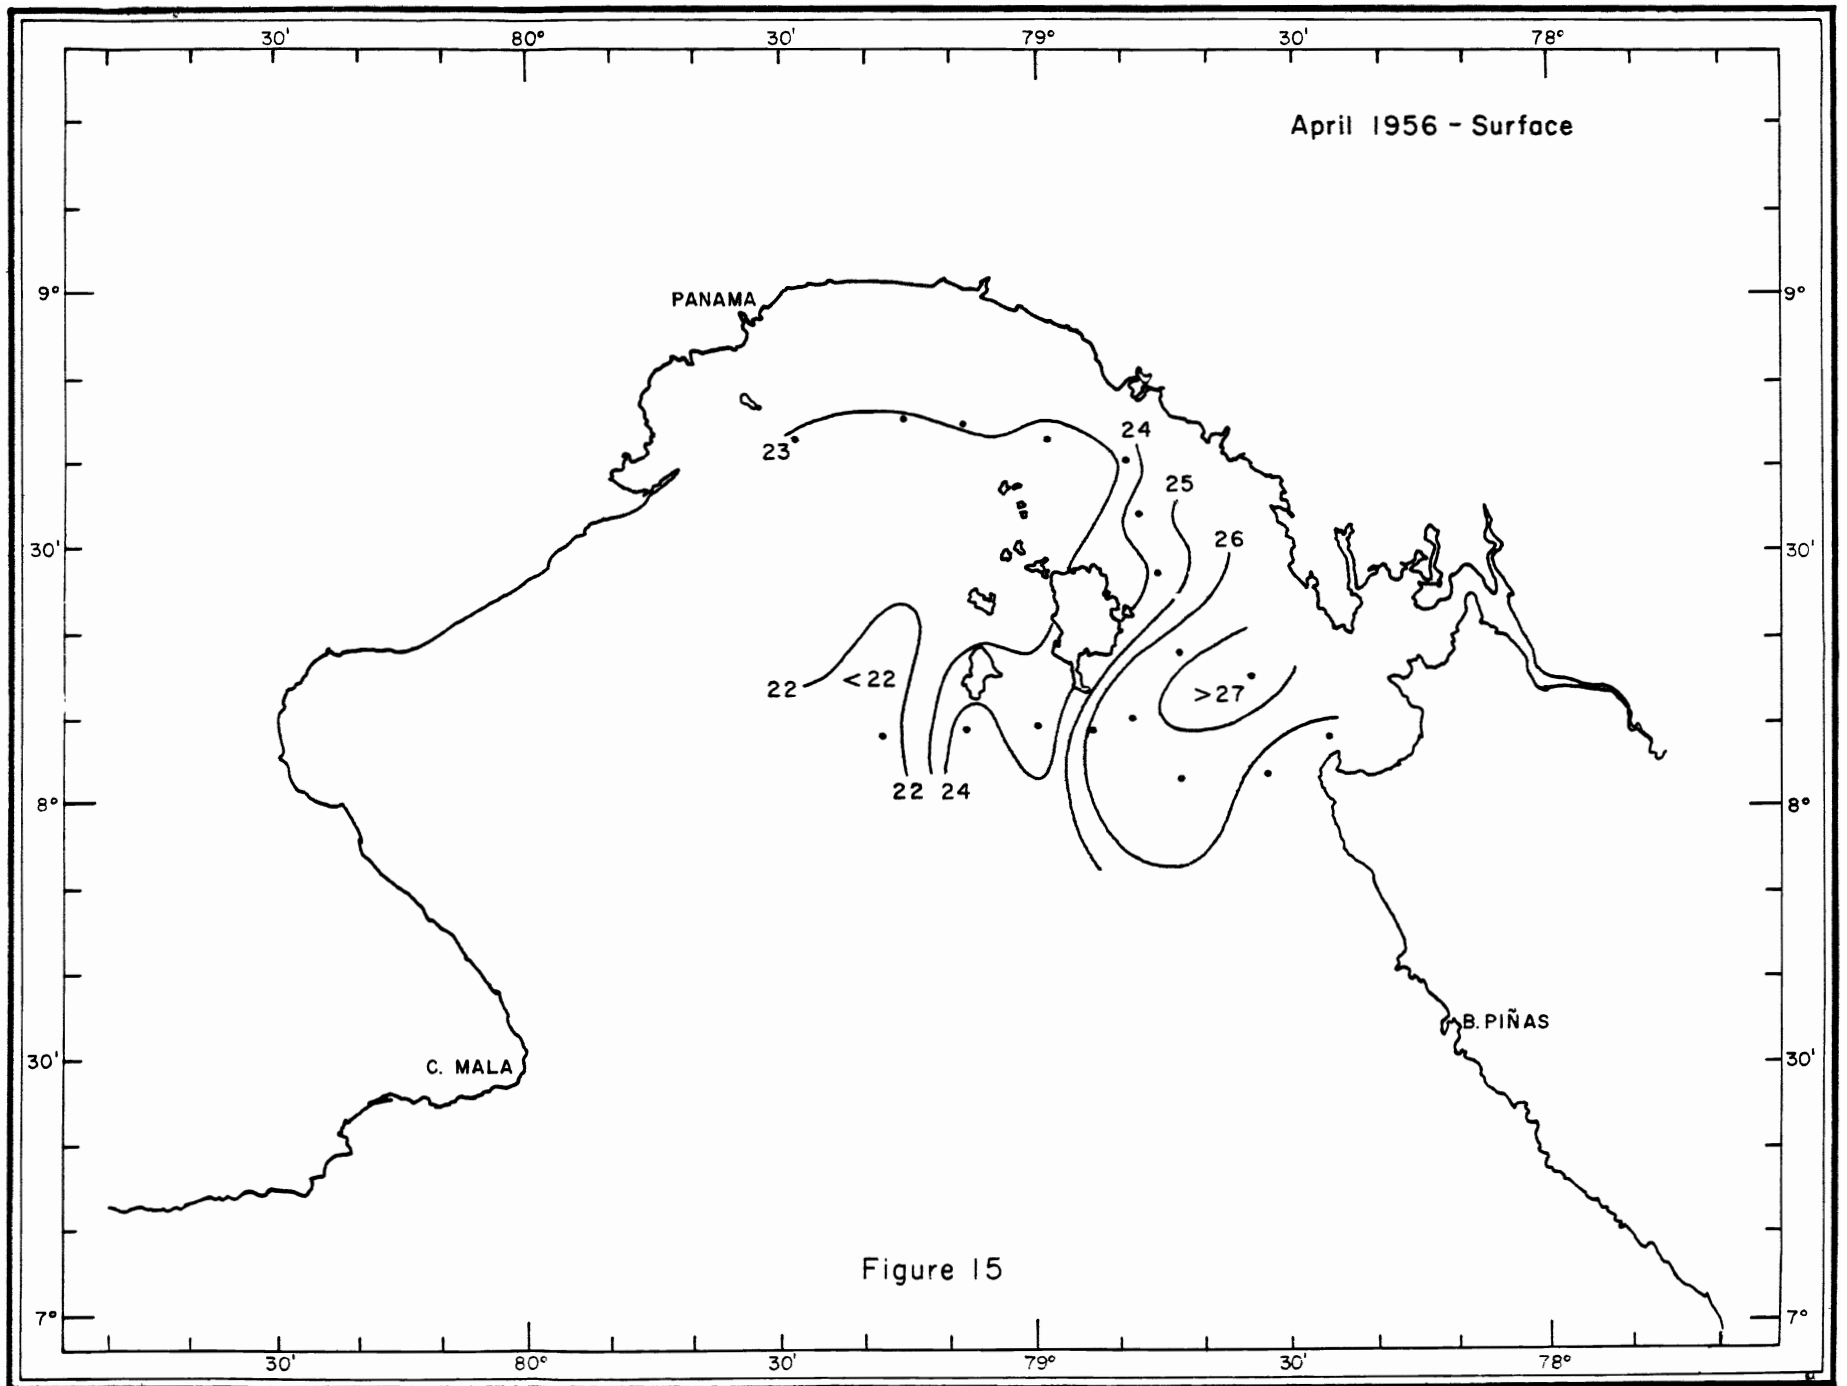 30' 80° 30' 79° 30' 78°
April 1956 - Surface
9° PANAMA 9°
24
23
25
30' 26 30'
22 <22 >27
22 24
8° 8°
B. PIÑAS
30' C. MALA 30'
Figure 15
7° 7°
30' 80° 30' 79° 30' 78°